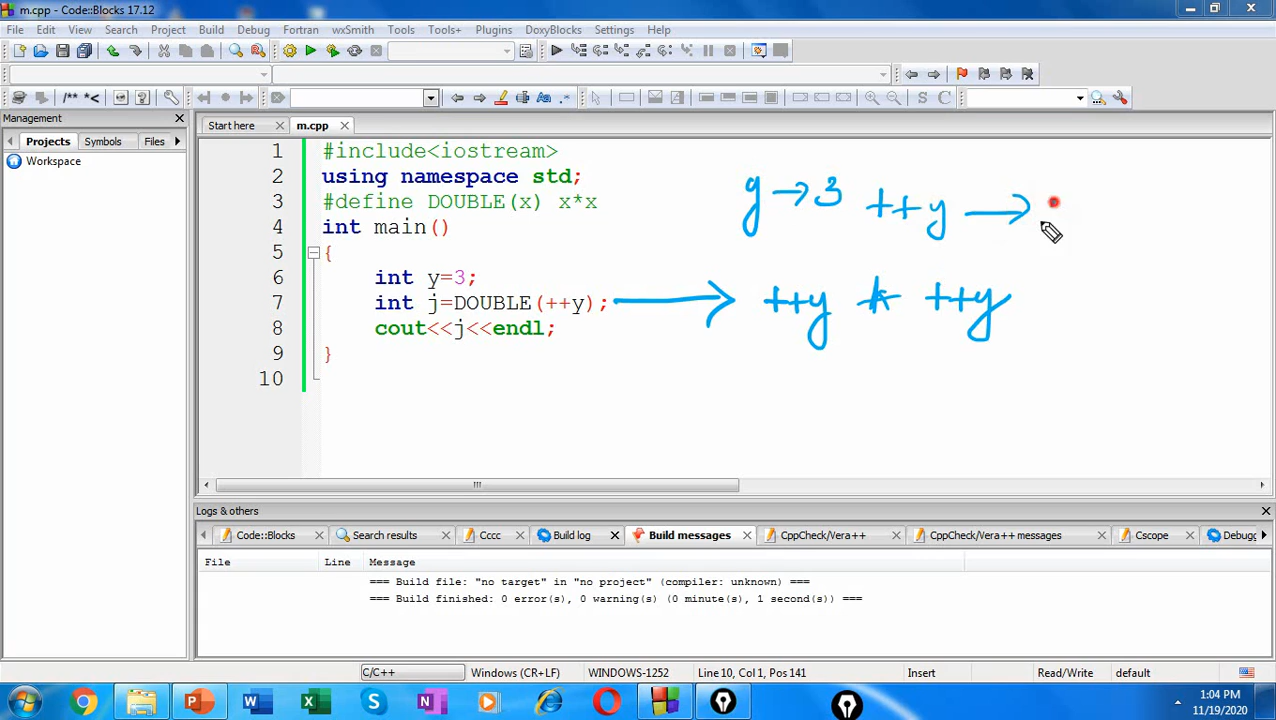 m.cpp - Code::Blocks 17.12
File Edit View Search Project Build Debug Fortran wxSmith Tools Tools+ Plugins DoxyBlocks Settings Help
/** *<
S C
Management
Projects Symbols Files
Workspace
Start here m.cpp
1 #include<iostream>
2 using namespace std;
3 #define DOUBLE(x) x*x
4 int main()
5 {
6 int y=3;
7 int j=DOUBLE(++y);
8 cout<<j<<endl;
9 }
10
y → 3 ++y →
→ ++y * ++y
Logs & others
Code::Blocks Search results Cccc Build log Build messages CppCheck/Vera++ CppCheck/Vera++ messages Cscope Debugg
File Line Message
=== Build file: "no target" in "no project" (compiler: unknown) ===
=== Build finished: 0 error(s), 0 warning(s) (0 minute(s), 1 second(s)) ===
C/C++ Windows (CR+LF) WINDOWS-1252 Line 10, Col 1, Pos 141 Insert Read/Write default
1:04 PM
11/19/2020